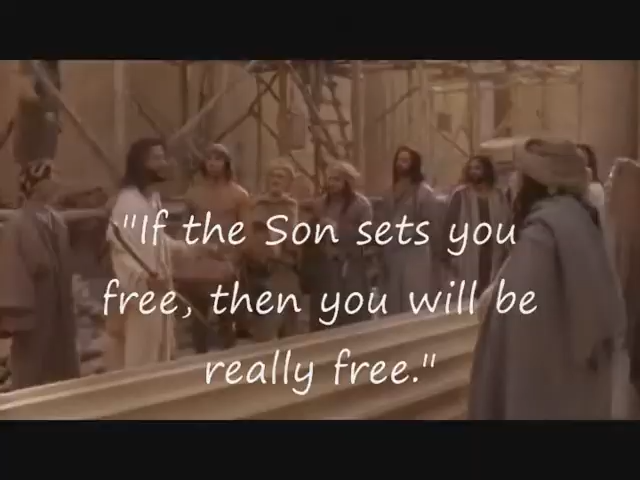 "If the Son sets you
free, then you will be
really free."